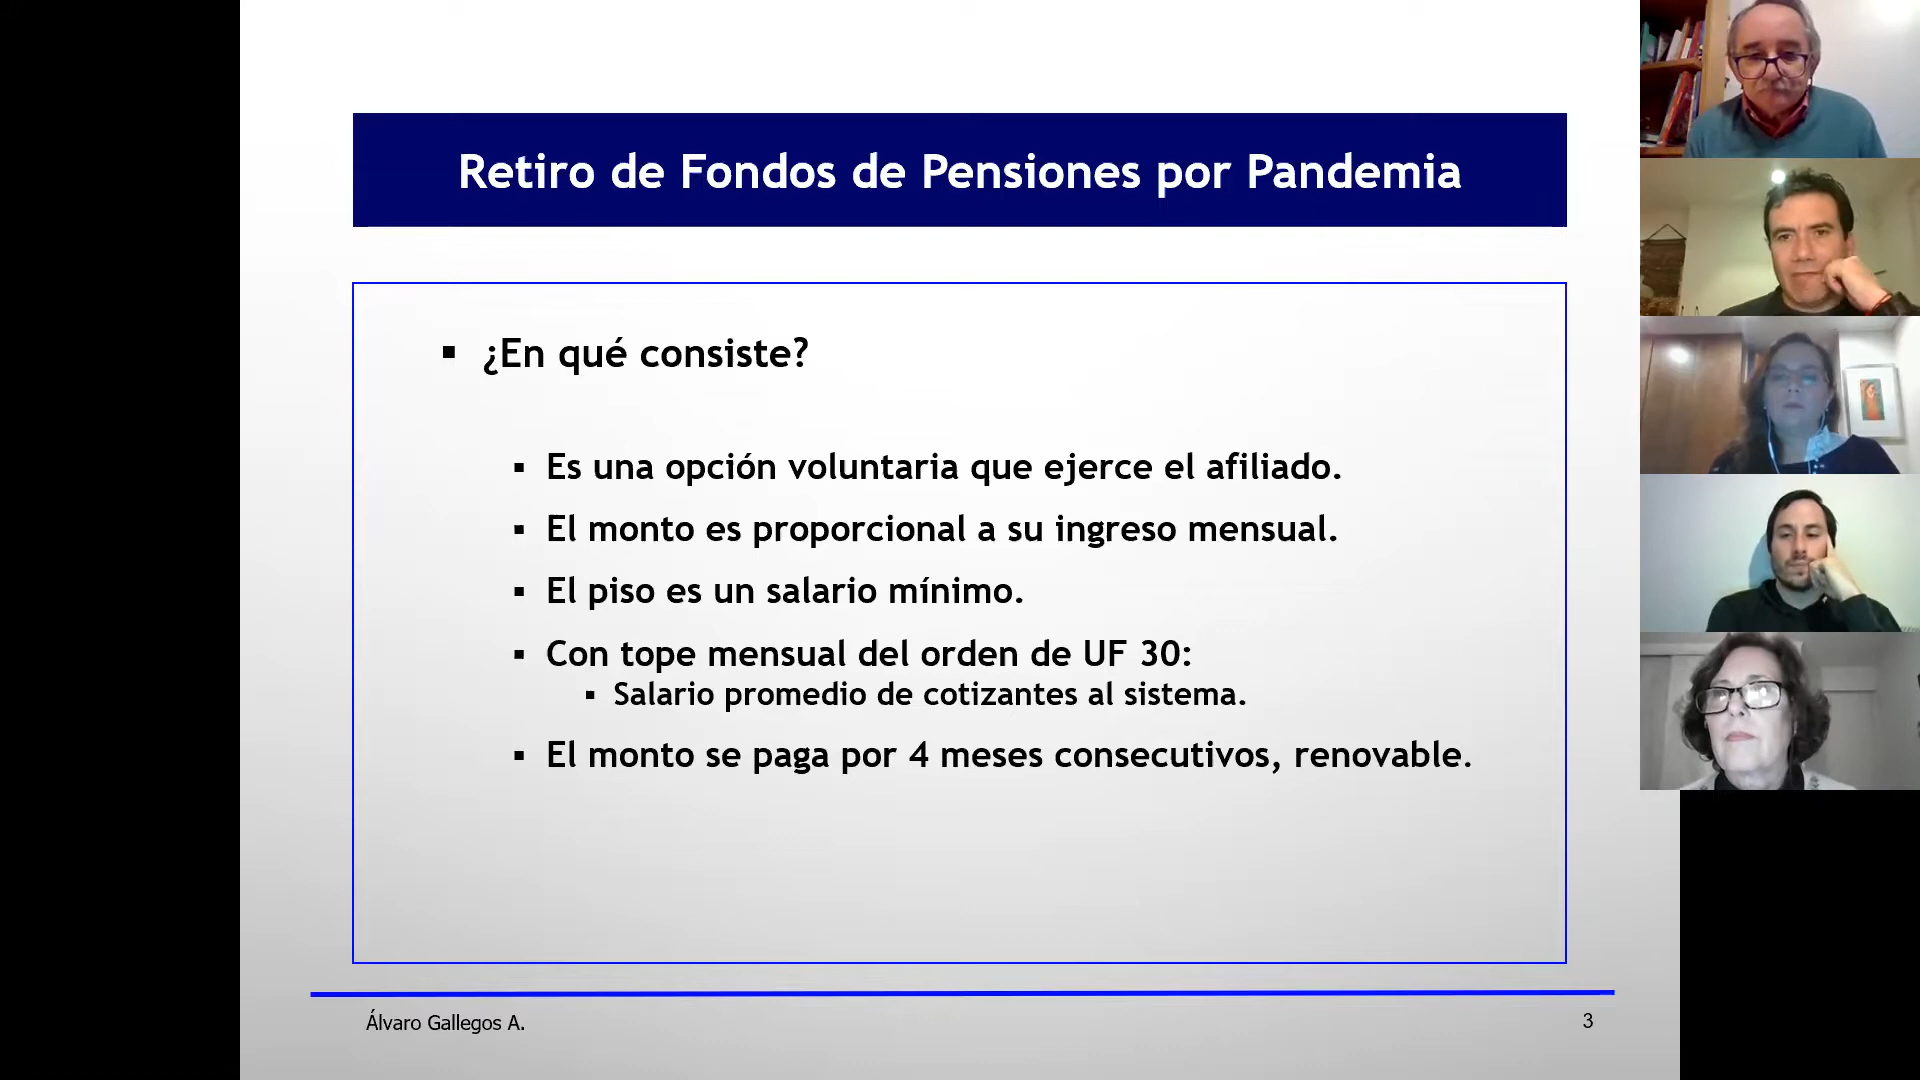 Retiro de Fondos de Pensiones por Pandemia
¿En qué consiste?
Es una opción voluntaria que ejerce el afiliado.
El monto es proporcional a su ingreso mensual.
El piso es un salario mínimo.
Con tope mensual del orden de UF 30:
Salario promedio de cotizantes al sistema.
El monto se paga por 4 meses consecutivos, renovable.
Álvaro Gallegos A.
3